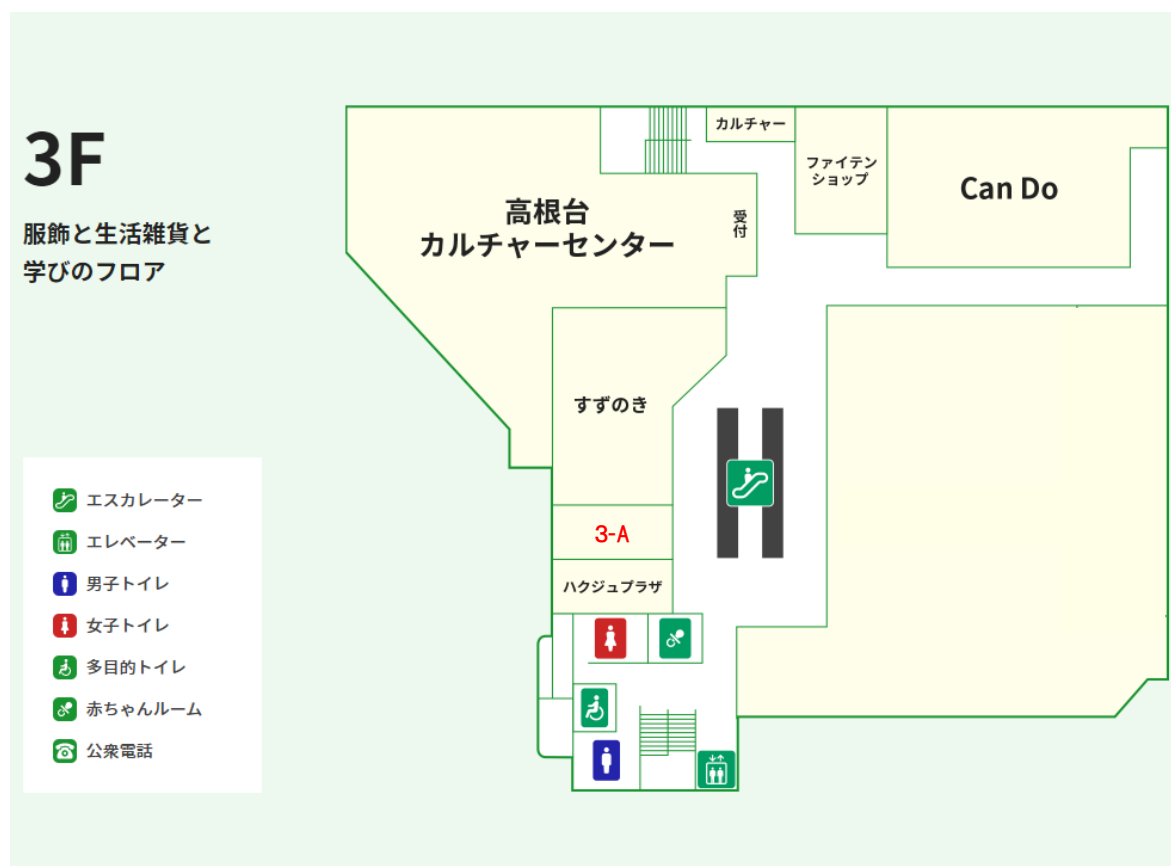 3F
服飾と生活雑貨と
学びのフロア
カルチャー
ファイテン
ショップ
Can Do
高根台
カルチャーセンター
受付
すずのき
3-A
ハクジュプラザ
エスカレーター
エレベーター
男子トイレ
女子トイレ
多目的トイレ
赤ちゃんルーム
公衆電話